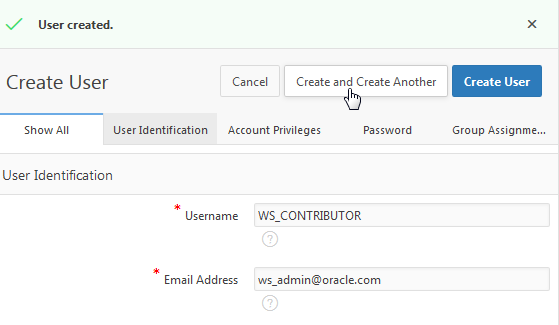 User created.
Create User
Cancel
Create and Create Another
Create User
Show All
User Identification
Account Privileges
Password
Group Assignme...
User Identification
* Username
WS_CONTRIBUTOR
?
* Email Address
ws_admin@oracle.com
?